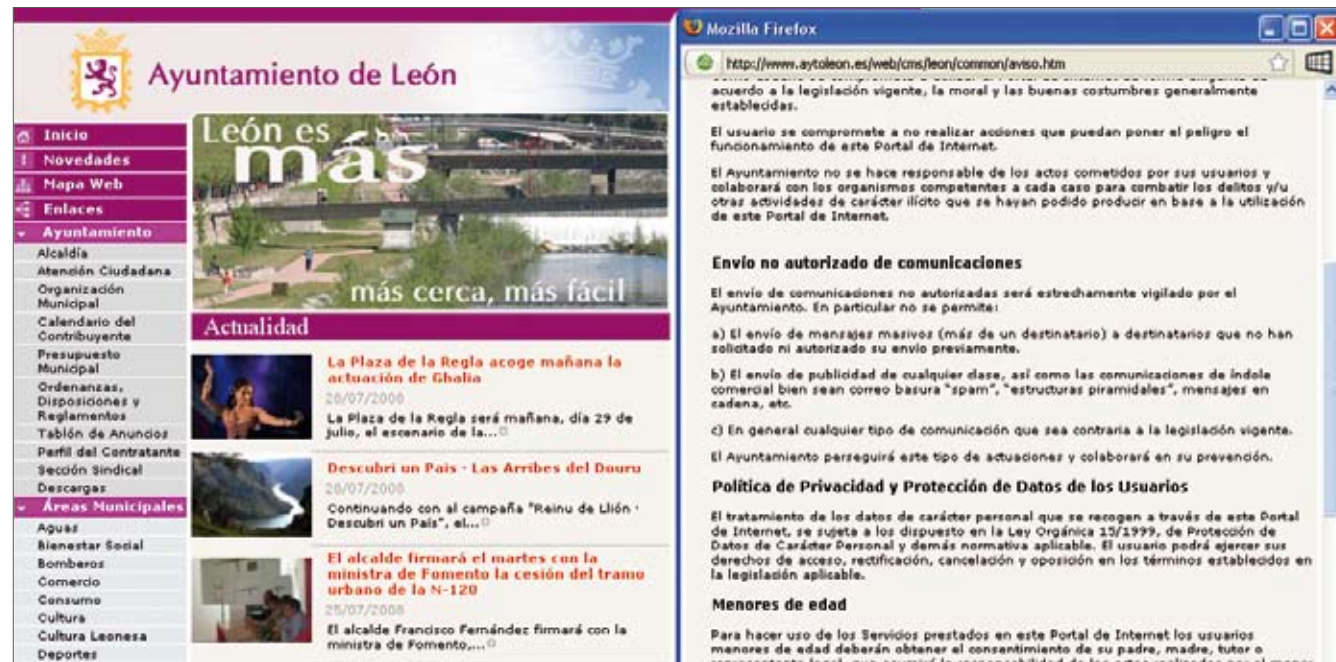 Ayuntamiento de León
Inicio
Novedades
Mapa Web
Enlaces
Ayuntamiento
Alcaldía
Atención Ciudadana
Organización
Municipal
Calendario del
Contribuyente
Presupuesto
Municipal
Ordenanzas,
Disposiciones y
Reglamentos
Tablón de Anuncios
Perfil del Contratante
Sección Sindical
Descargas
Áreas Municipales
Aguas
Bienestar Social
Bomberos
Comercio
Consumo
Cultura
Cultura Leonesa
Deportes
León es
más
más cerca, más fácil
Actualidad
La Plaza de la Regla acoge mañana la
actuación de Ghalia
28/07/2008
La Plaza de la Regla será mañana, día 29 de
julio, el escenario de la...
Descubri un País - Las Arribes del Douru
28/07/2008
Continuando con al campaña "Reinu de Llión -
Descubri un País", el...
El alcalde firmará el martes con la
ministra de Fomento la cesión del tramo
urbano de la N-120
25/07/2008
El alcalde Francisco Fernández firmará con la
ministra de Fomento,...
Mozilla Firefox
http://www.aytoleon.es/web/cms/leon/common/aviso.htm
acuerdo a la legislación vigente, la moral y las buenas costumbres generalmente
establecidas.
El usuario se compromete a no realizar acciones que puedan poner el peligro el
funcionamiento de este Portal de Internet.
El Ayuntamiento no se hace responsable de los actos cometidos por sus usuarios y
colaborará con los organismos competentes a cada caso para combatir los delitos y/u
otras actividades de carácter ilícito que se hayan podido producir en base a la utilización
de este Portal de Internet.
Envío no autorizado de comunicaciones
El envío de comunicaciones no autorizadas será estrechamente vigilado por el
Ayuntamiento. En particular no se permite:
a) El envío de mensajes masivos (más de un destinatario) a destinatarios que no han
solicitado ni autorizado su envío previamente.
b) El envío de publicidad de cualquier clase, así como las comunicaciones de índole
comercial bien sean correo basura "spam", "estructuras piramidales", mensajes en
cadena, etc.
c) En general cualquier tipo de comunicación que sea contraria a la legislación vigente.
El Ayuntamiento perseguirá este tipo de actuaciones y colaborará en su prevención.
Política de Privacidad y Protección de Datos de los Usuarios
El tratamiento de los datos de carácter personal que se recogen a través de este Portal
de Internet, se sujeta a los dispuesto en la Ley Orgánica 15/1999, de Protección de
Datos de Carácter Personal y demás normativa aplicable. El usuario podrá ejercer sus
derechos de acceso, rectificación, cancelación y oposición en los términos establecidos en
la legislación aplicable.
Menores de edad
Para hacer uso de los Servicios prestados en este Portal de Internet los usuarios
menores de edad deberán obtener el consentimiento de su padre, madre, tutor o